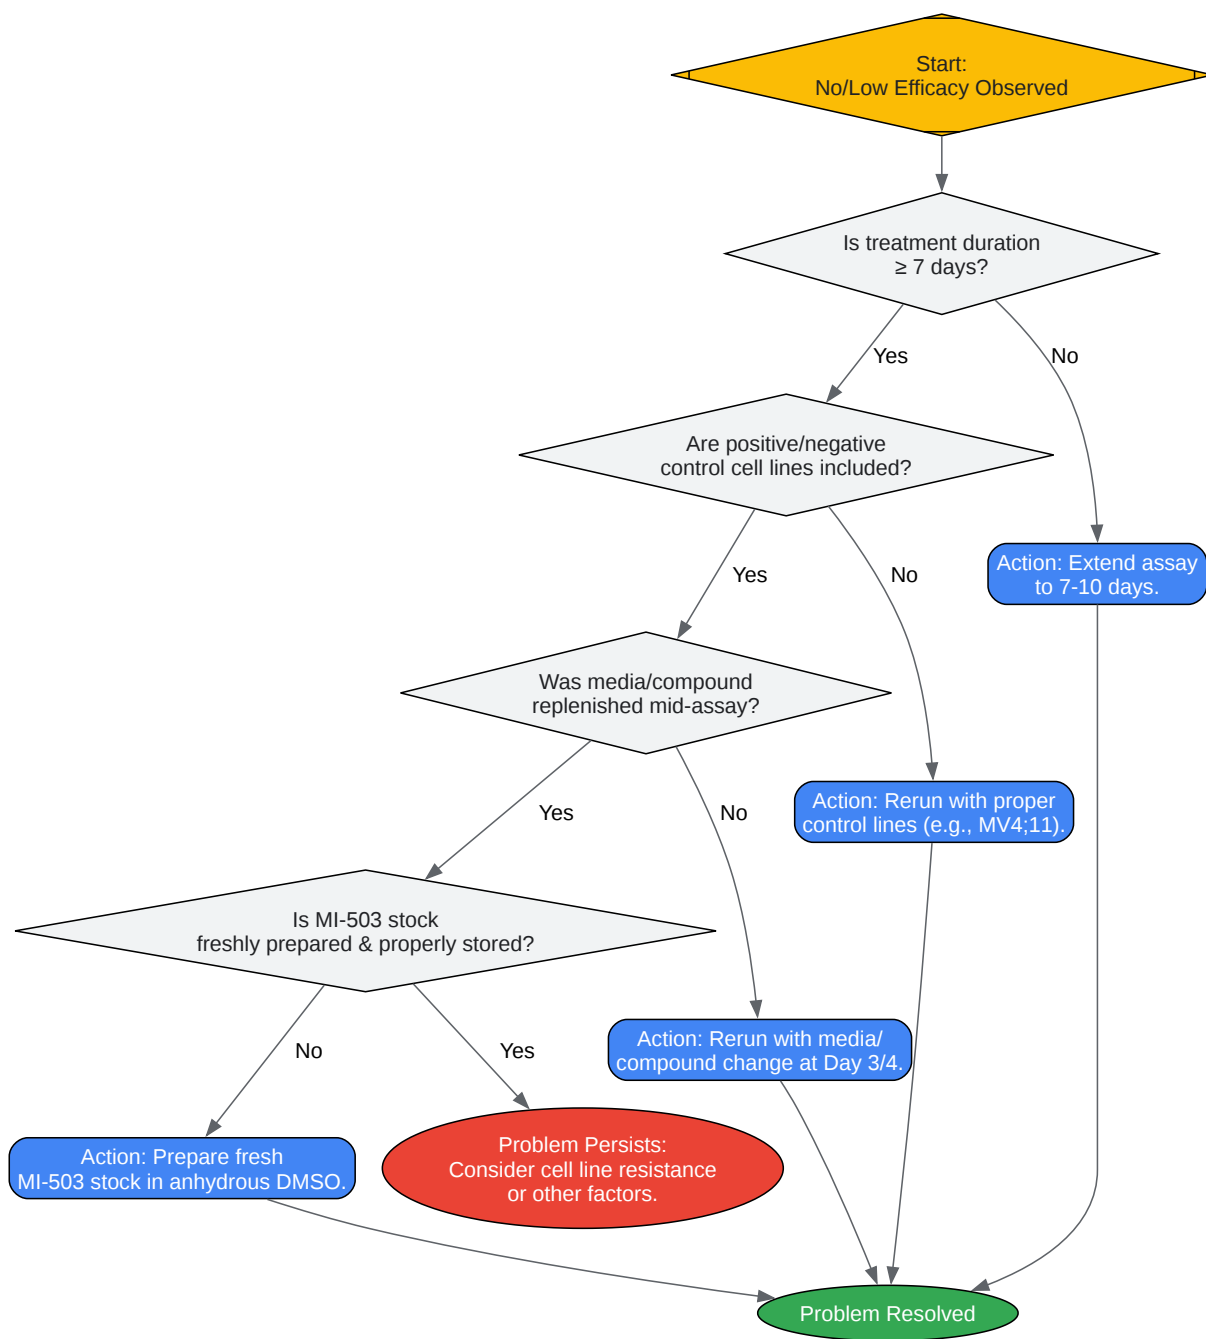 Start:
No/Low Efficacy Observed
Is treatment duration
≥ 7 days?
Yes
No
Are positive/negative
control cell lines included?
Action: Extend assay
to 7-10 days.
Yes
No
Was media/compound
replenished mid-assay?
Action: Rerun with proper
control lines (e.g., MV4;11).
Yes
No
Is MI-503 stock
freshly prepared & properly stored?
Action: Rerun with media/
compound change at Day 3/4.
No
Yes
Action: Prepare fresh
MI-503 stock in anhydrous DMSO.
Problem Persists:
Consider cell line resistance
or other factors.
Problem Resolved